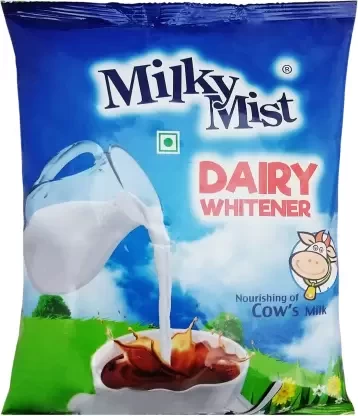 Milky
Mist ®
DAIRY
WHITENER
Nourishing of
Cow's Milk